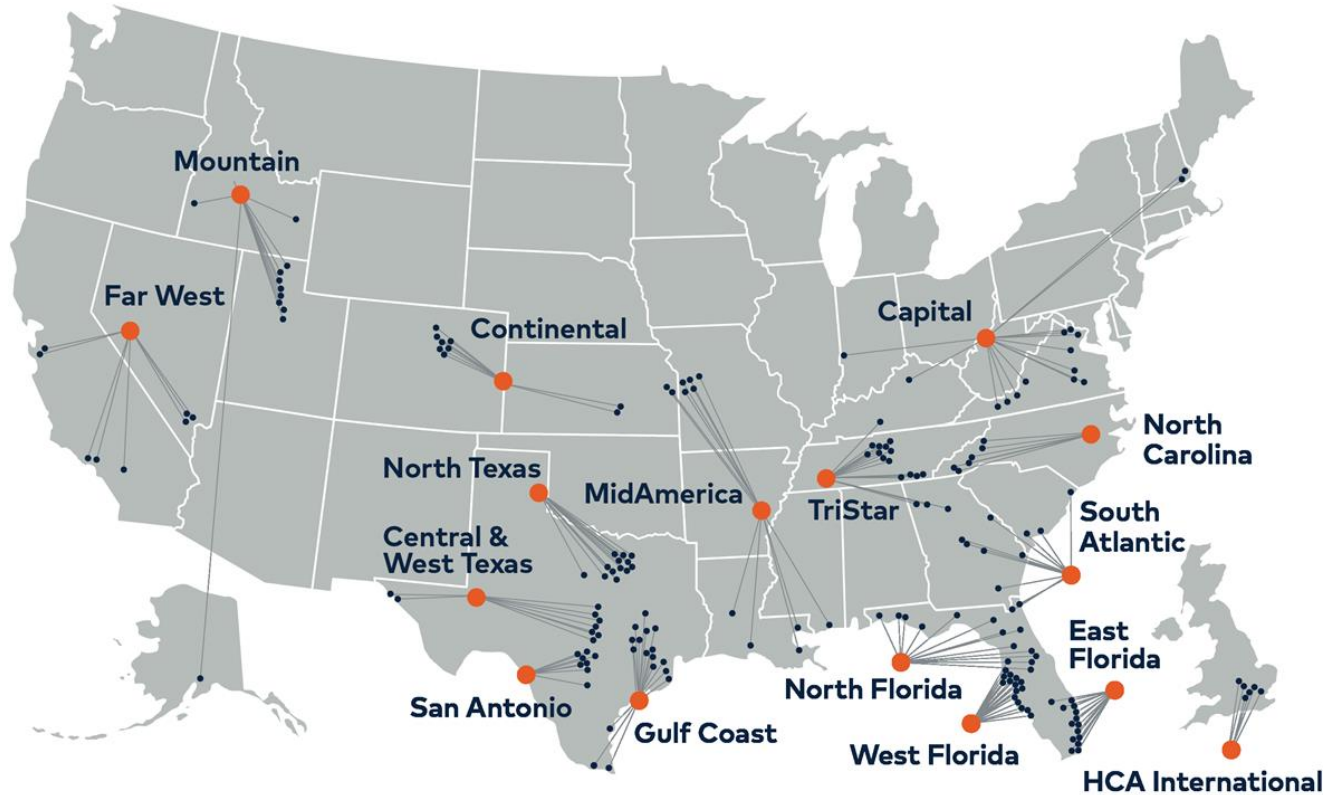 Mountain
Far West
Continental
Capital
North
Carolina
North Texas
MidAmerica
TriStar
South
Atlantic
Central &
West Texas
East
Florida
North Florida
San Antonio
Gulf Coast
West Florida
HCA International